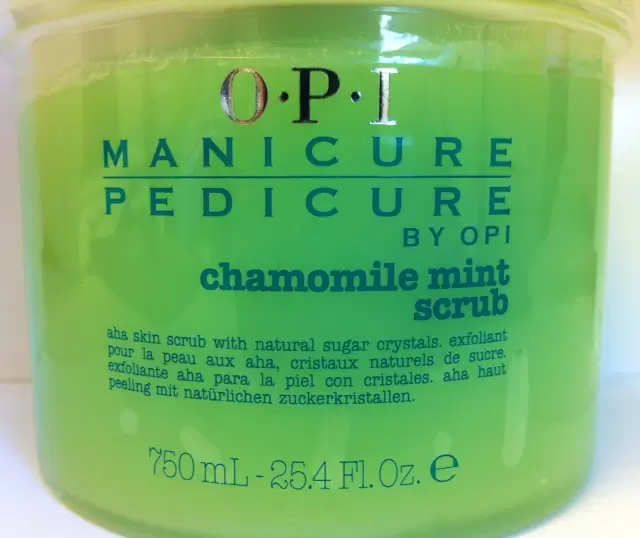 O·P·I
MANICURE
PEDICURE
BY OPI
chamomile mint
scrub
aha skin scrub with natural sugar crystals. exfoliant
pour la peau aux aha, cristaux naturels de sucre.
exfoliante aha para la piel con cristales. aha haut
peeling mit natürlichen zuckerkristallen.
750 mL - 25.4 Fl. Oz. ℮